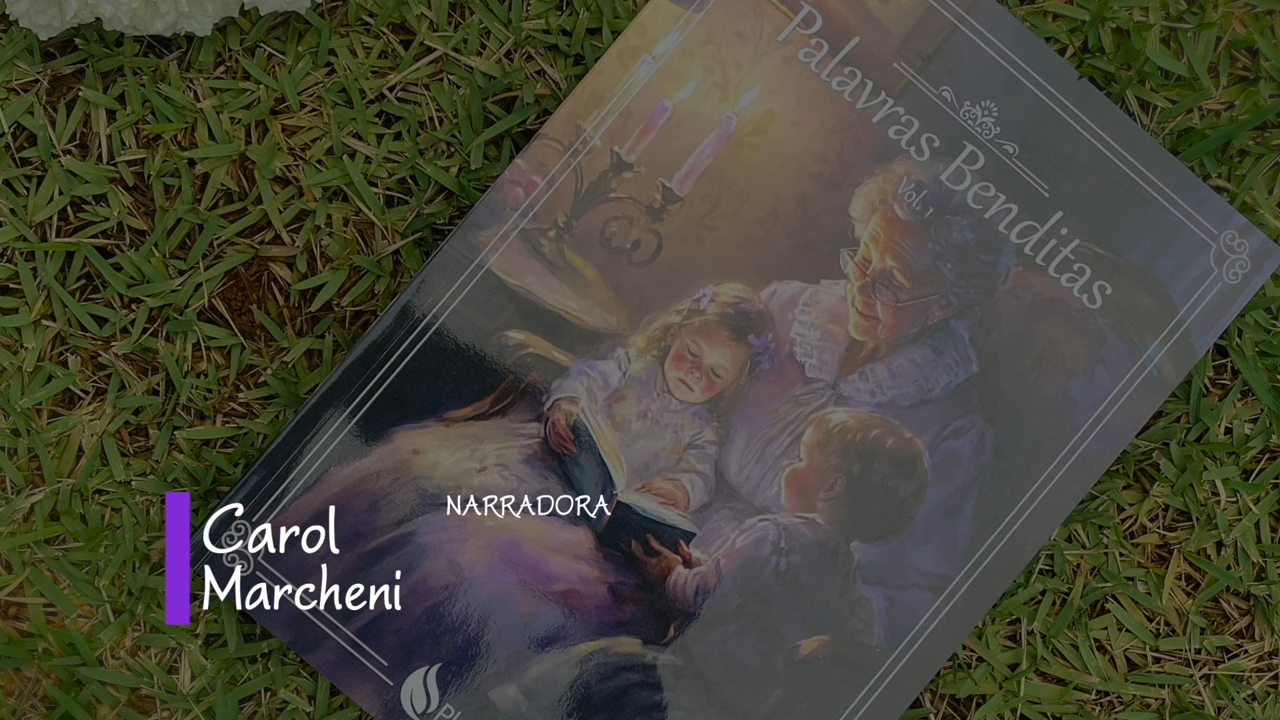 Palavras Benditas
Vol. 1
NARRADORA
Carol
Marcheni